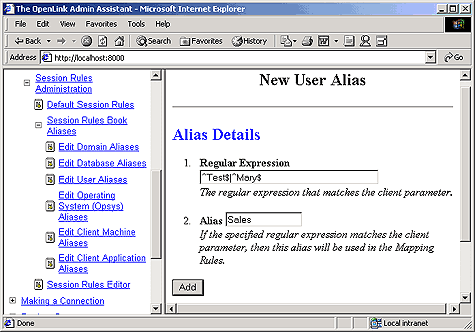 The OpenLink Admin Assistant - Microsoft Internet Explorer
File Edit View Favorites Tools Help
Back Search Favorites History
Address http://localhost:8000 Go
Session Rules
Administration
Default Session Rules
Session Rules Book
Aliases
Edit Domain Aliases
Edit Database Aliases
Edit User Aliases
Edit Operating
System (Opsys)
Aliases
Edit Client Machine
Aliases
Edit Client Application
Aliases
Session Rules Editor
Making a Connection
New User Alias
Alias Details
1. Regular Expression
^Test$|^Mary$
The regular expression that matches the client parameter.
2. Alias Sales
If the specified regular expression matches the client
parameter, then this alias will be used in the Mapping
Rules.
Add
Done Local intranet